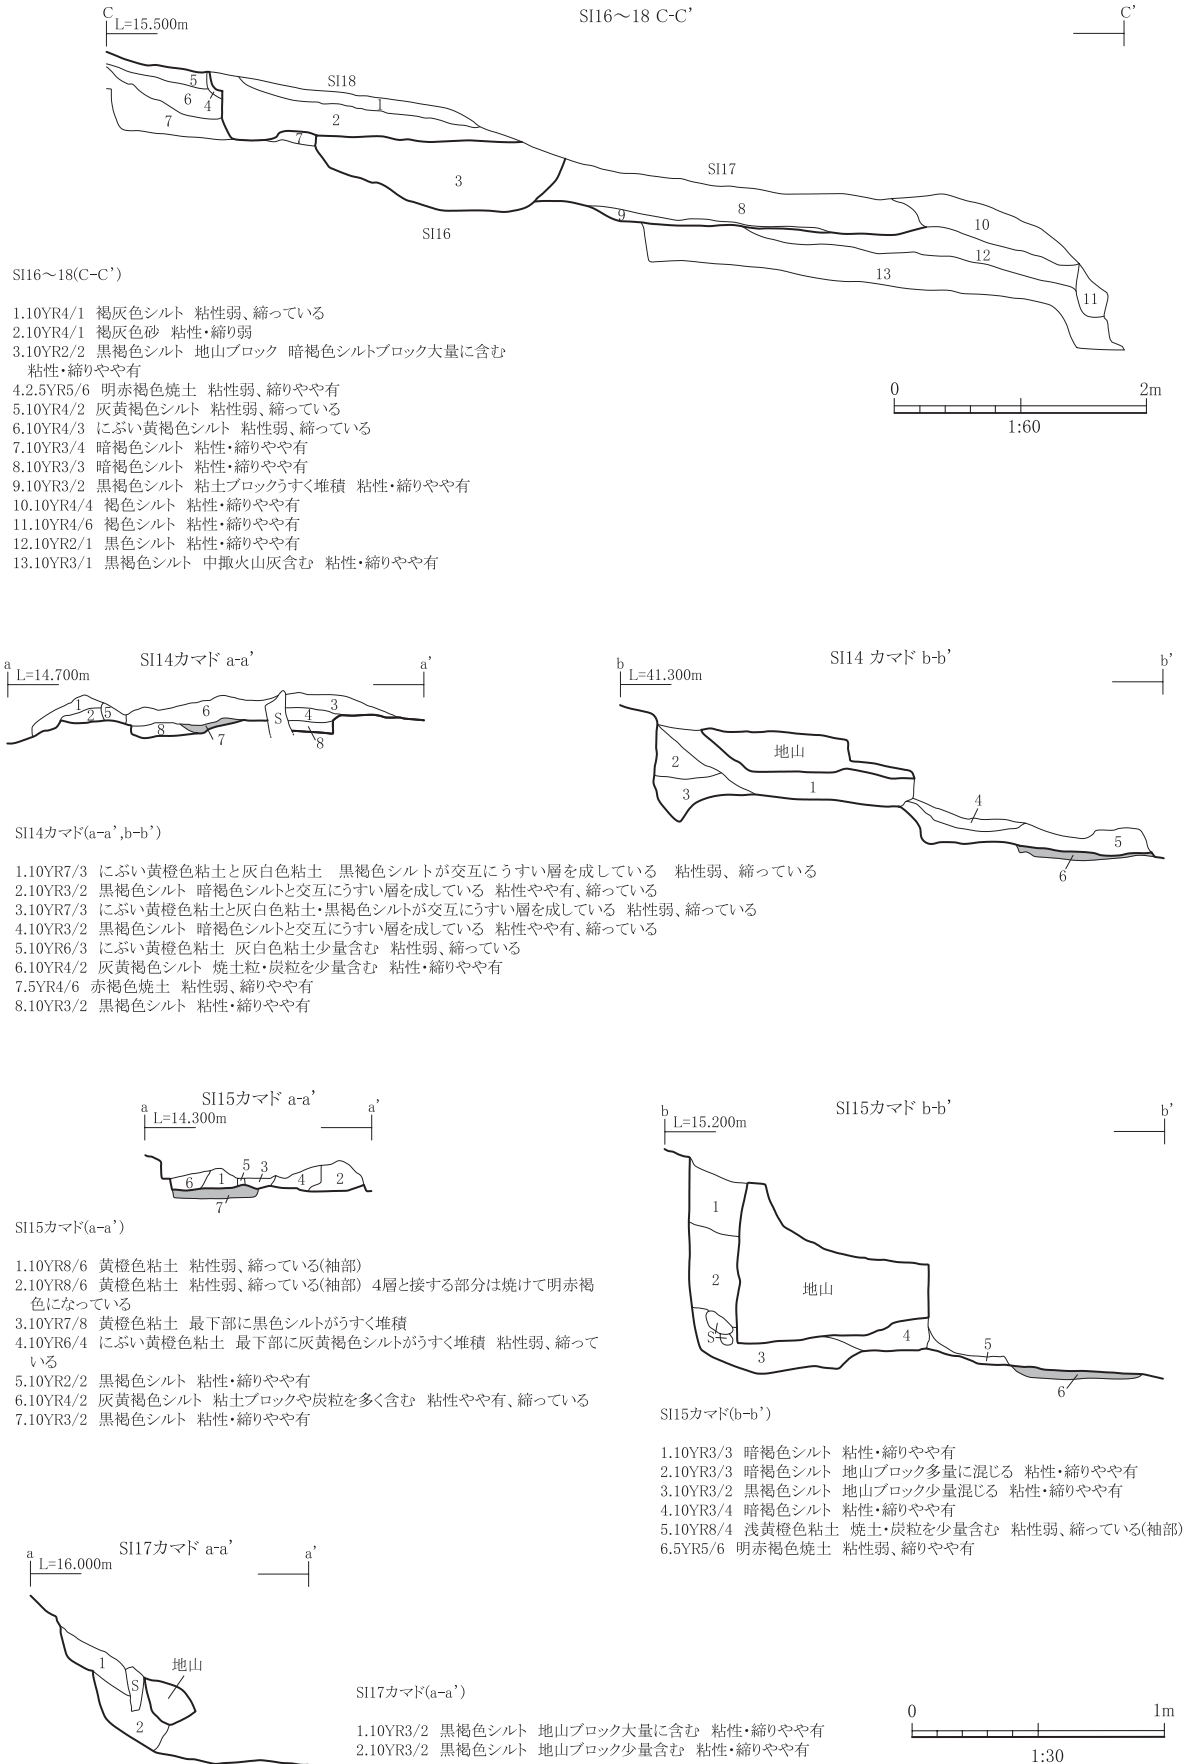 SI16～18 C-C’
C
L=15.500m
C’
5
SI18
6
4
1
2
7
7
3
SI17
8
9
10
SI16
12
13
11
0
2m
1:60
SI16～18(C-C’)
1.10YR4/1 褐灰色シルト 粘性弱、締っている
2.10YR4/1 褐灰色砂 粘性・締り弱
3.10YR2/2 黒褐色シルト 地山ブロック 暗褐色シルトブロック大量に含む
粘性・締りやや有
4.2.5YR5/6 明赤褐色焼土 粘性弱、締りやや有
5.10YR4/2 灰黄褐色シルト 粘性弱、締っている
6.10YR4/3 にぶい黄褐色シルト 粘性弱、締っている
7.10YR3/4 暗褐色シルト 粘性・締りやや有
8.10YR3/3 暗褐色シルト 粘性・締りやや有
9.10YR3/2 黒褐色シルト 粘土ブロックうすく堆積 粘性・締りやや有
10.10YR4/4 褐色シルト 粘性・締りやや有
11.10YR4/6 褐色シルト 粘性・締りやや有
12.10YR2/1 黒色シルト 粘性・締りやや有
13.10YR3/1 黒褐色シルト 中掫火山灰含む 粘性・締りやや有
SI14カマド a-a’
a
L=14.700m
a’
1
2
5
6
8
7
S
3
4
8
SI14 カマド b-b’
b
L=41.300m
b’
地山
2
3
1
4
5
6
SI14カマド(a-a’,b-b’)
1.10YR7/3 にぶい黄橙色粘土と灰白色粘土 黒褐色シルトが交互にうすい層を成している 粘性弱、締っている
2.10YR3/2 黒褐色シルト 暗褐色シルトと交互にうすい層を成している 粘性やや有、締っている
3.10YR7/3 にぶい黄橙色粘土と灰白色粘土・黒褐色シルトが交互にうすい層を成している 粘性弱、締っている
4.10YR3/2 黒褐色シルト 暗褐色シルトと交互にうすい層を成している 粘性やや有、締っている
5.10YR6/3 にぶい黄橙色粘土 灰白色粘土少量含む 粘性弱、締っている
6.10YR4/2 灰黄褐色シルト 焼土粒・炭粒を少量含む 粘性・締りやや有
7.5YR4/6 赤褐色焼土 粘性弱、締りやや有
8.10YR3/2 黒褐色シルト 粘性・締りやや有
SI15カマド a-a’
a
L=14.300m
a’
6
1
5
3
4
2
7
SI15カマド(a-a’)
1.10YR8/6 黄橙色粘土 粘性弱、締っている(袖部)
2.10YR8/6 黄橙色粘土 粘性弱、締っている(袖部) 4層と接する部分は焼けて明赤褐
色になっている
3.10YR7/8 黄橙色粘土 最下部に黒色シルトがうすく堆積
4.10YR6/4 にぶい黄橙色粘土 最下部に灰黄褐色シルトがうすく堆積 粘性弱、締って
いる
5.10YR2/2 黒褐色シルト 粘性・締りやや有
6.10YR4/2 灰黄褐色シルト 粘土ブロックや炭粒を多く含む 粘性やや有、締っている
7.10YR3/2 黒褐色シルト 粘性・締りやや有
SI15カマド b-b’
b
L=15.200m
b’
1
2
S
3
地山
4
5
6
SI15カマド(b-b’)
1.10YR3/3 暗褐色シルト 粘性・締りやや有
2.10YR3/3 暗褐色シルト 地山ブロック多量に混じる 粘性・締りやや有
3.10YR3/2 黒褐色シルト 地山ブロック少量混じる 粘性・締りやや有
4.10YR3/4 暗褐色シルト 粘性・締りやや有
5.10YR8/4 浅黄橙色粘土 焼土・炭粒を少量含む 粘性弱、締っている(袖部)
6.5YR5/6 明赤褐色焼土 粘性弱、締りやや有
SI17カマド a-a’
a
L=16.000m
a’
1
S
地山
2
SI17カマド(a-a’)
1.10YR3/2 黒褐色シルト 地山ブロック大量に含む 粘性・締りやや有
2.10YR3/2 黒褐色シルト 地山ブロック少量含む 粘性・締りやや有
0
1m
1:30